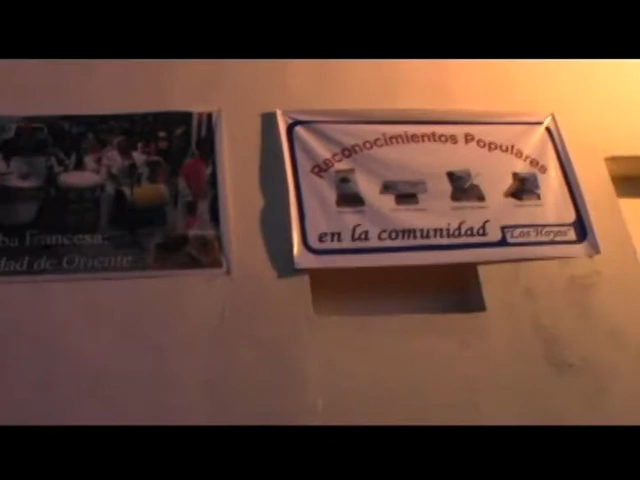 ba Francesa,
dad de Oriente
Reconocimientos Populares
en la comunidad "Los Hoyos"